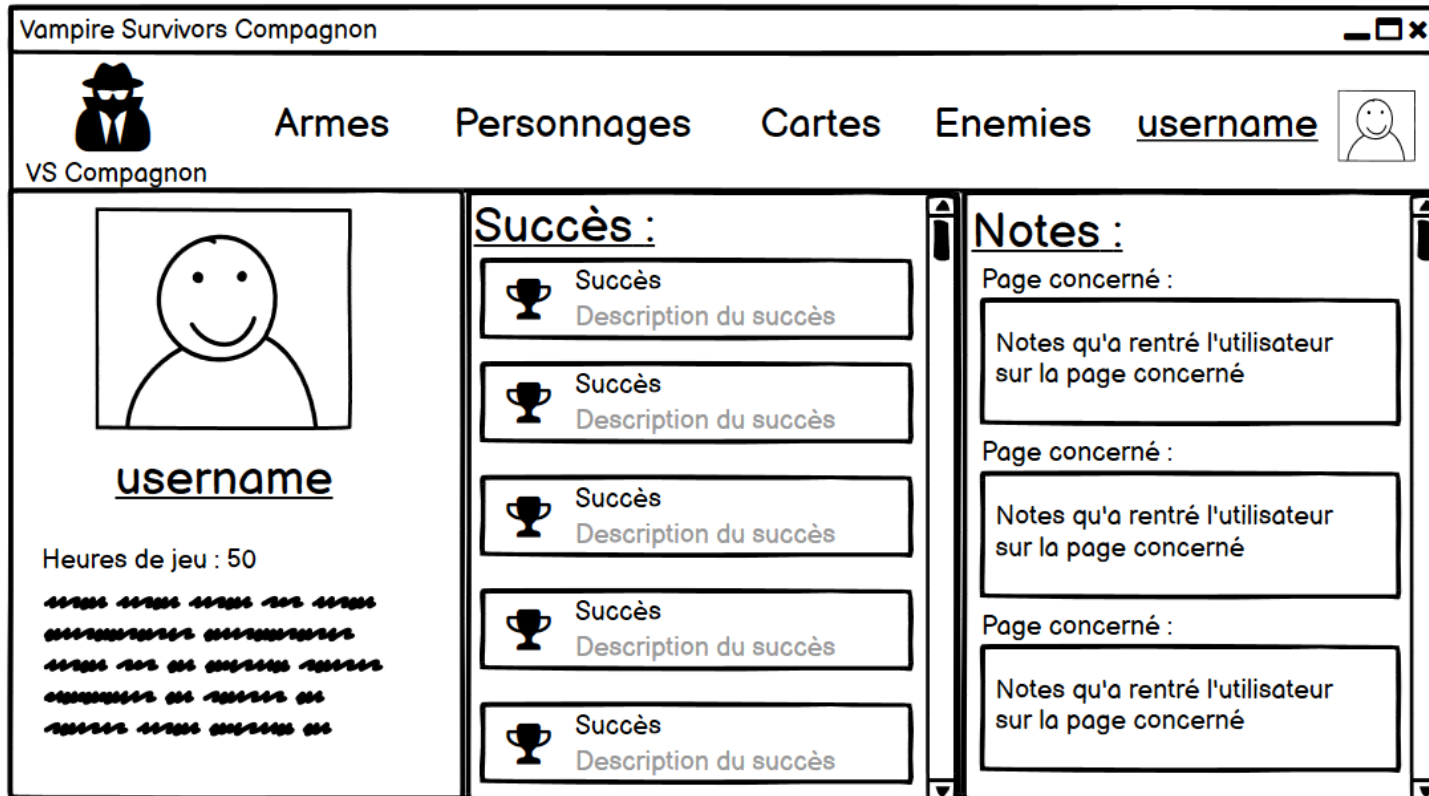 Vampire Survivors Compagnon
VS Compagnon
Armes
Personnages
Cartes
Enemies
username
username
Heures de jeu : 50
Succès :
Succès
Description du succès
Succès
Description du succès
Succès
Description du succès
Succès
Description du succès
Succès
Description du succès
Notes :
Page concerné :
Notes qu'a rentré l'utilisateur
sur la page concerné
Page concerné :
Notes qu'a rentré l'utilisateur
sur la page concerné
Page concerné :
Notes qu'a rentré l'utilisateur
sur la page concerné